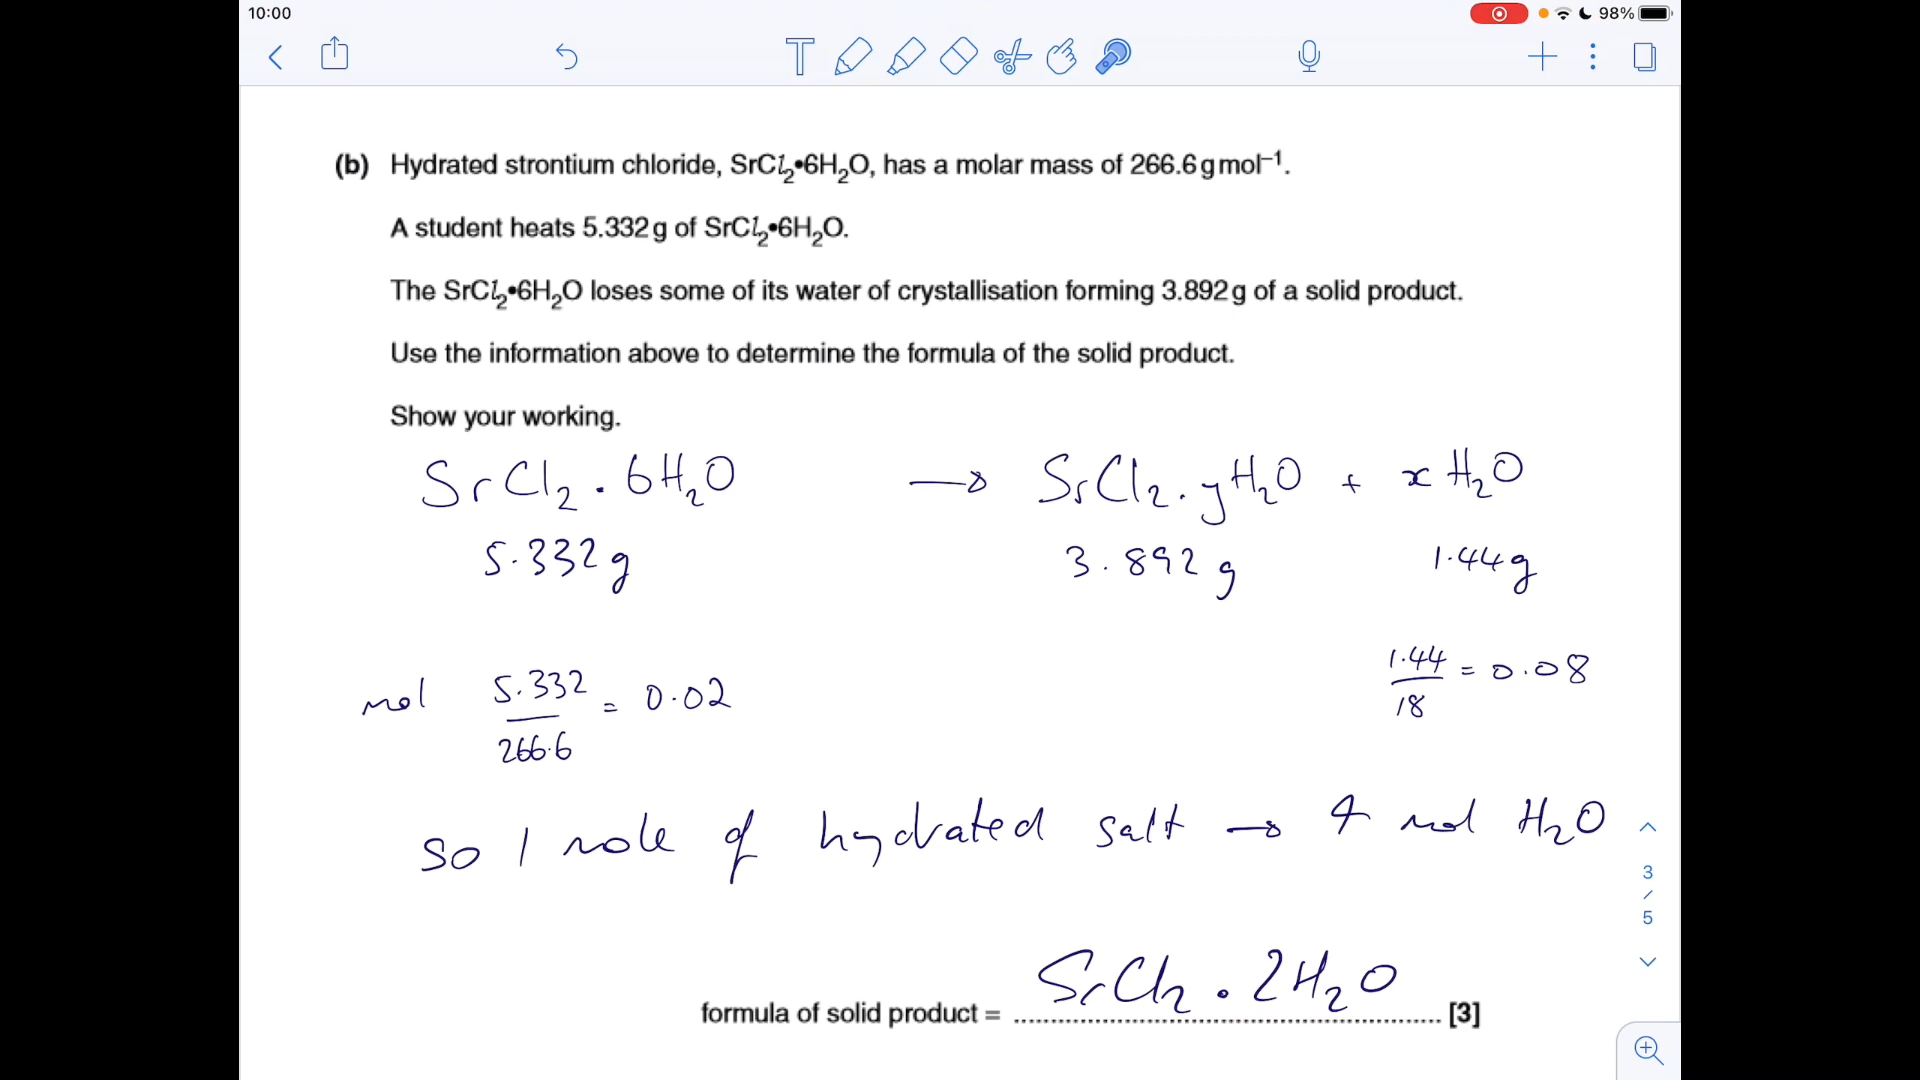 10:00
98%
T
(b) Hydrated strontium chloride, SrCl₂•6H₂O, has a molar mass of 266.6 g mol⁻¹.
A student heats 5.332 g of SrCl₂•6H₂O.
The SrCl₂•6H₂O loses some of its water of crystallisation forming 3.892 g of a solid product.
Use the information above to determine the formula of the solid product.
Show your working.
SrCl₂.6H₂O → SrCl₂.yH₂O + xH₂O
5.332g 3.892g 1.44g
mol 5.332/266.6 = 0.02 1.44/18 = 0.08
so 1 mole of hydrated salt → 4 mol H₂O
3
/
5
SrCl₂.2H₂O
formula of solid product = ........................................................ [3]